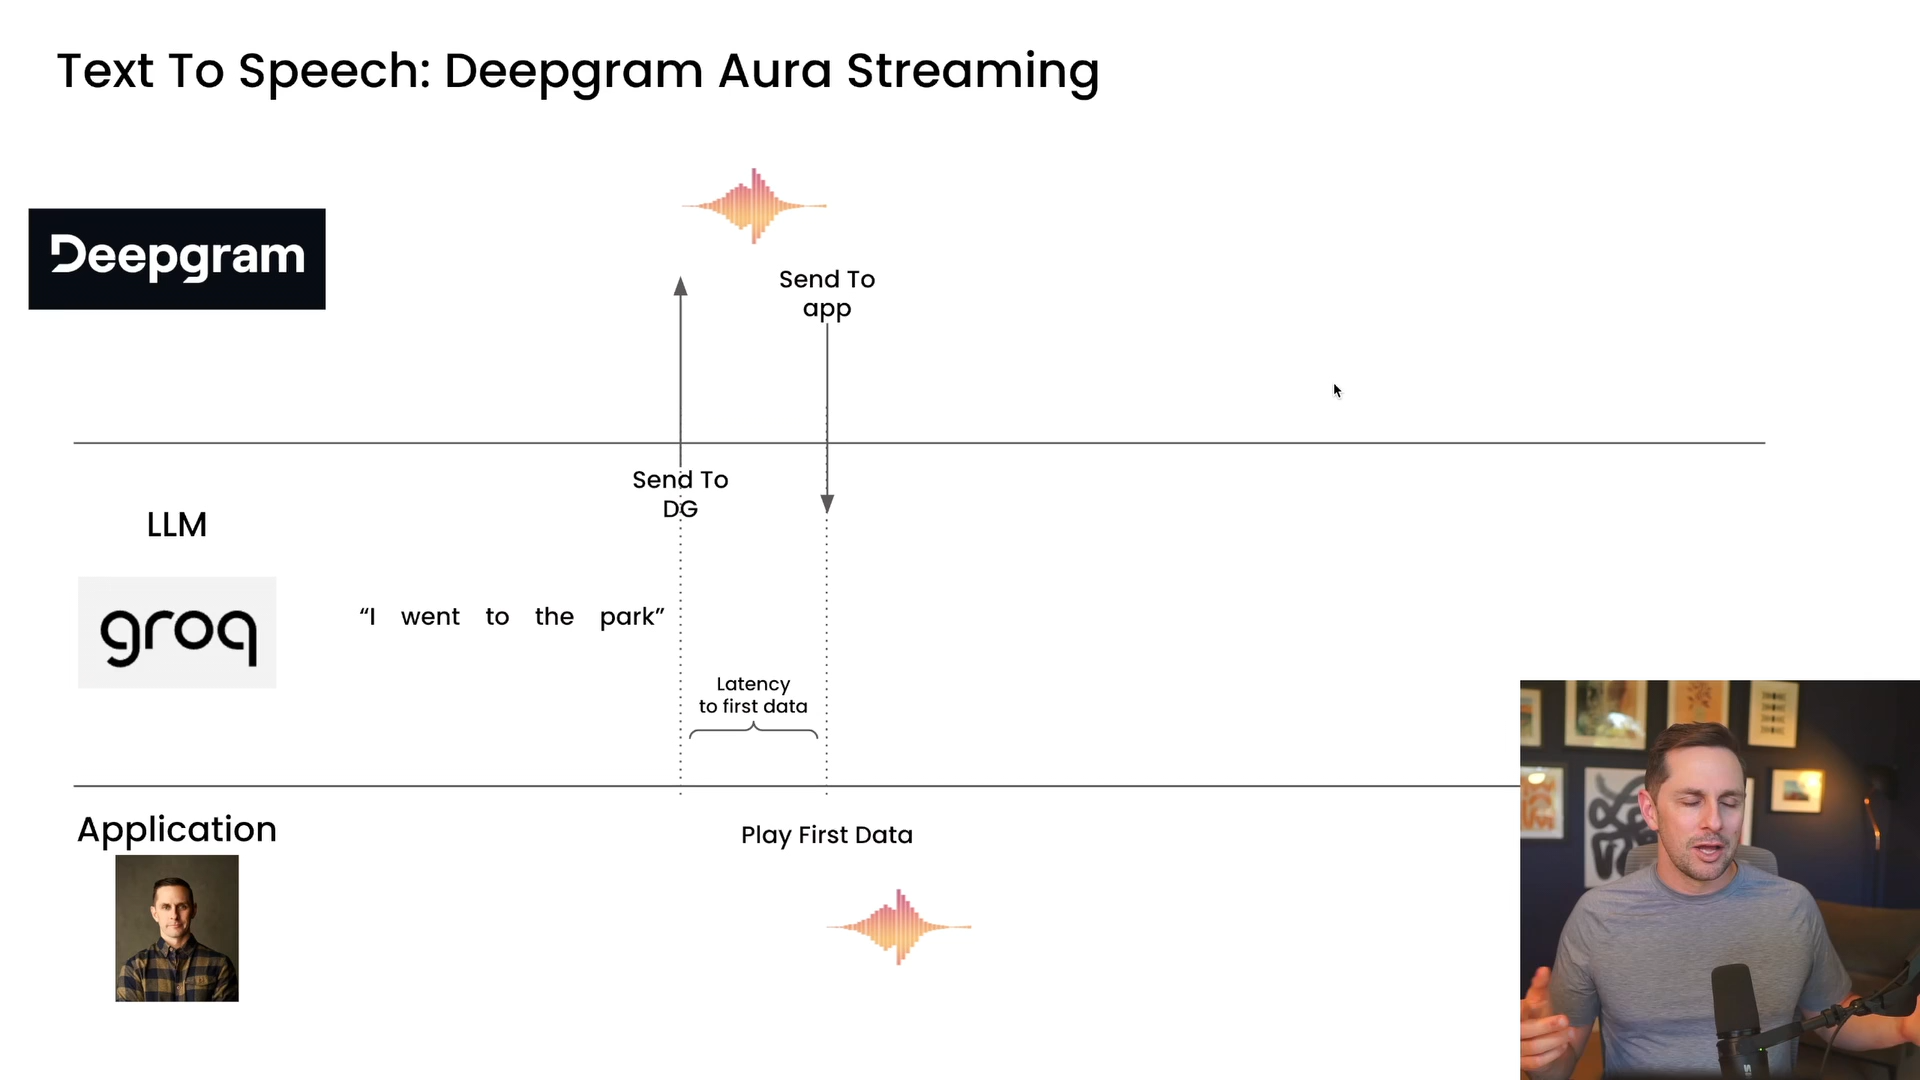 Text To Speech: Deepgram Aura Streaming
Deepgram
Send To
app
Send To
DG
LLM
groq
“I went to the park”
Latency
to first data
Application
Play First Data